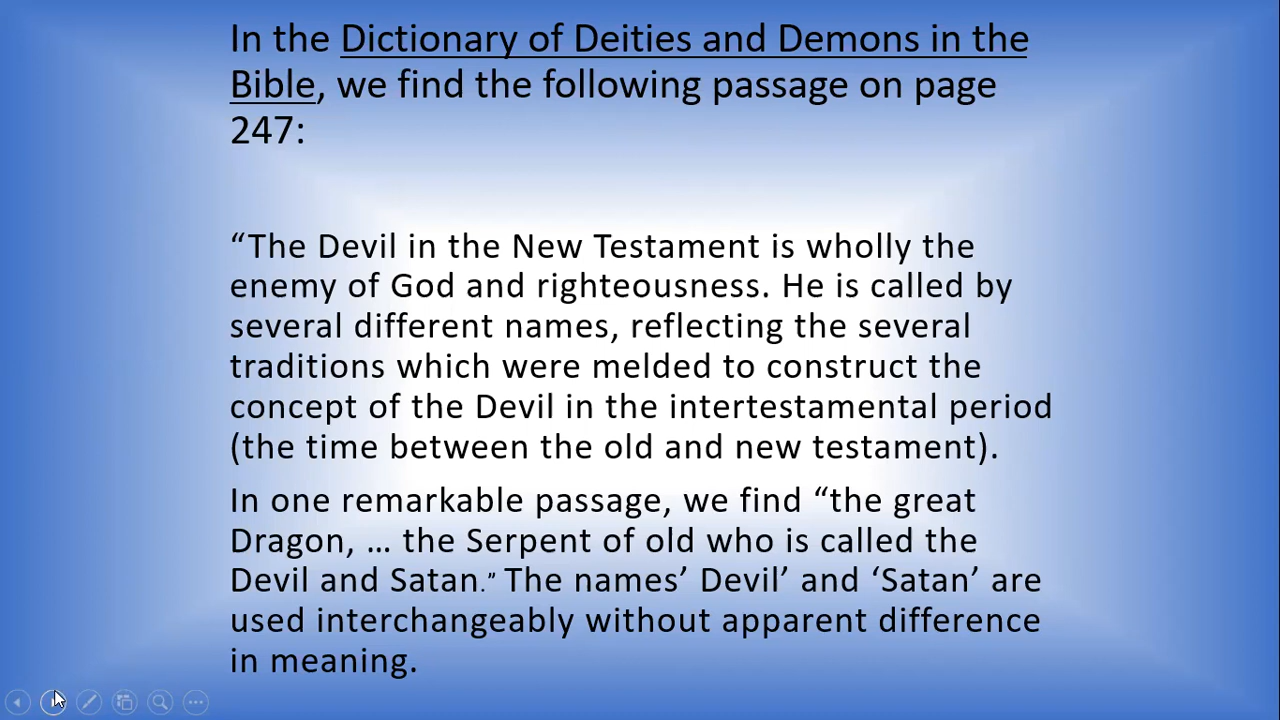 In the Dictionary of Deities and Demons in the
Bible, we find the following passage on page
247:
“The Devil in the New Testament is wholly the
enemy of God and righteousness. He is called by
several different names, reflecting the several
traditions which were melded to construct the
concept of the Devil in the intertestamental period
(the time between the old and new testament).
In one remarkable passage, we find “the great
Dragon, … the Serpent of old who is called the
Devil and Satan.” The names’ Devil’ and ‘Satan’ are
used interchangeably without apparent difference
in meaning.